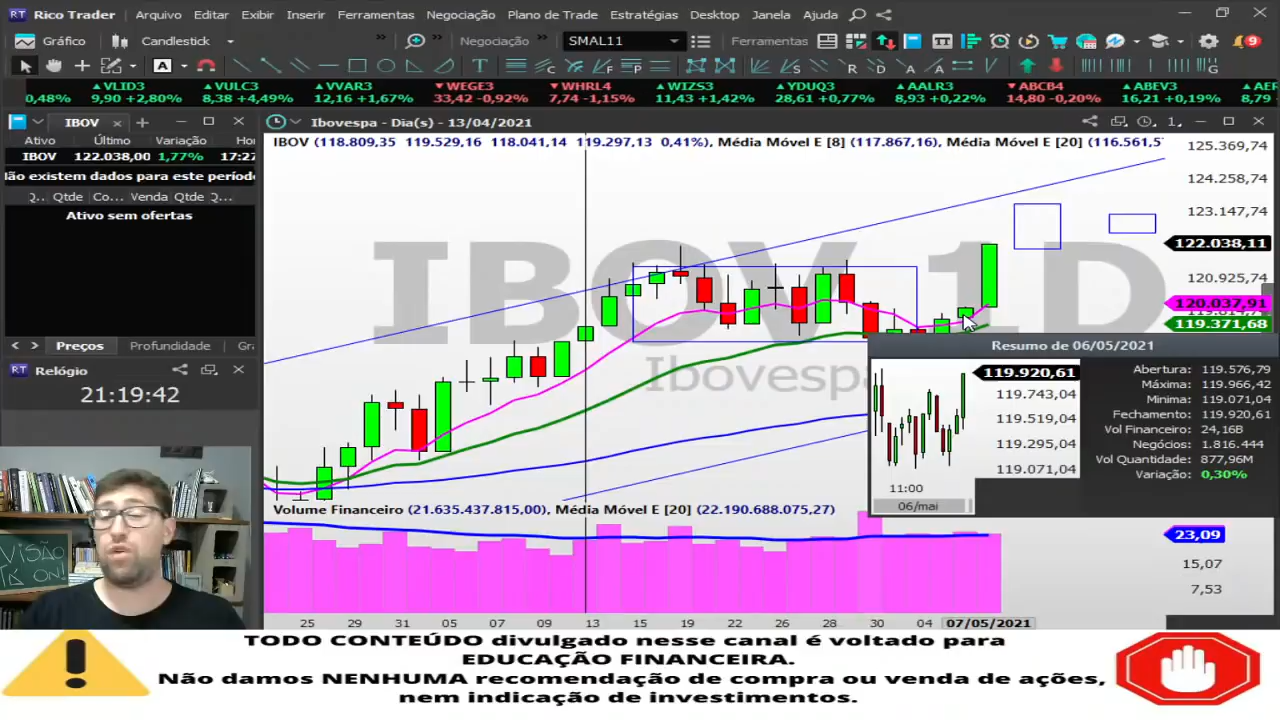 RT Rico Trader Arquivo Editar Exibir Inserir Ferramentas Negociação Plano de Trade Estratégias Desktop Janela Ajuda
Gráfico Candlestick » » Negociação » SMAL11 Ferramentas 9
VLID3 VULC3 VVAR3 WEGE3 WHRL4 WIZS3 YDUQ3 AALR3 ABCB4 ABEV3 AER
0,48% 9,90 +2,80% 8,38 +4,49% 12,16 +1,67% 33,42 -0,92% 7,74 -1,15% 11,43 +1,42% 28,61 +0,77% 8,93 +0,22% 14,80 -0,20% 16,21 +0,19% 8,79
IBOV
Ativo Último Variação Ho
IBOV 122.038,00 1,77% 17:27
Não existem dados para este períod
Q.. Qtde Co... Venda Qtde Q...
Ativo sem ofertas
Preços Profundidade Gr
RT Relógio
21:19:42
Ibovespa - Dia(s) - 13/04/2021
IBOV (118.809,35 119.529,16 118.041,14 119.297,13 0,41%), Média Móvel E [8] (117.867,16), Média Móvel E [20] (116.561,5
125.369,74
124.258,74
123.147,74
122.038,11
120.925,74
120.037,91
119.371,68
IBOV 1D
Ibovespa
Resumo de 06/05/2021
119.920,61
119.743,04
119.519,04
119.295,04
119.071,04
11:00
06/mai
Abertura: 119.576,79
Máxima: 119.966,42
Mínima: 119.071,04
Fechamento: 119.920,61
Vol Financeiro: 24,16B
Negócios: 1.816.444
Vol Quantidade: 877,96M
Variação: 0,30%
Volume Financeiro (21.635.437.815,00), Média Móvel E [20] (22.190.688.075,27)
23,09
15,07
7,53
25 29 31 05 07 09 13 15 19 22 26 28 30 04 07/05/2021
VISÃO
TÁ ON!
TODO CONTEÚDO divulgado nesse canal é voltado para
EDUCAÇÃO FINANCEIRA.
Não damos NENHUMA recomendação de compra ou venda de ações,
nem indicação de investimentos.